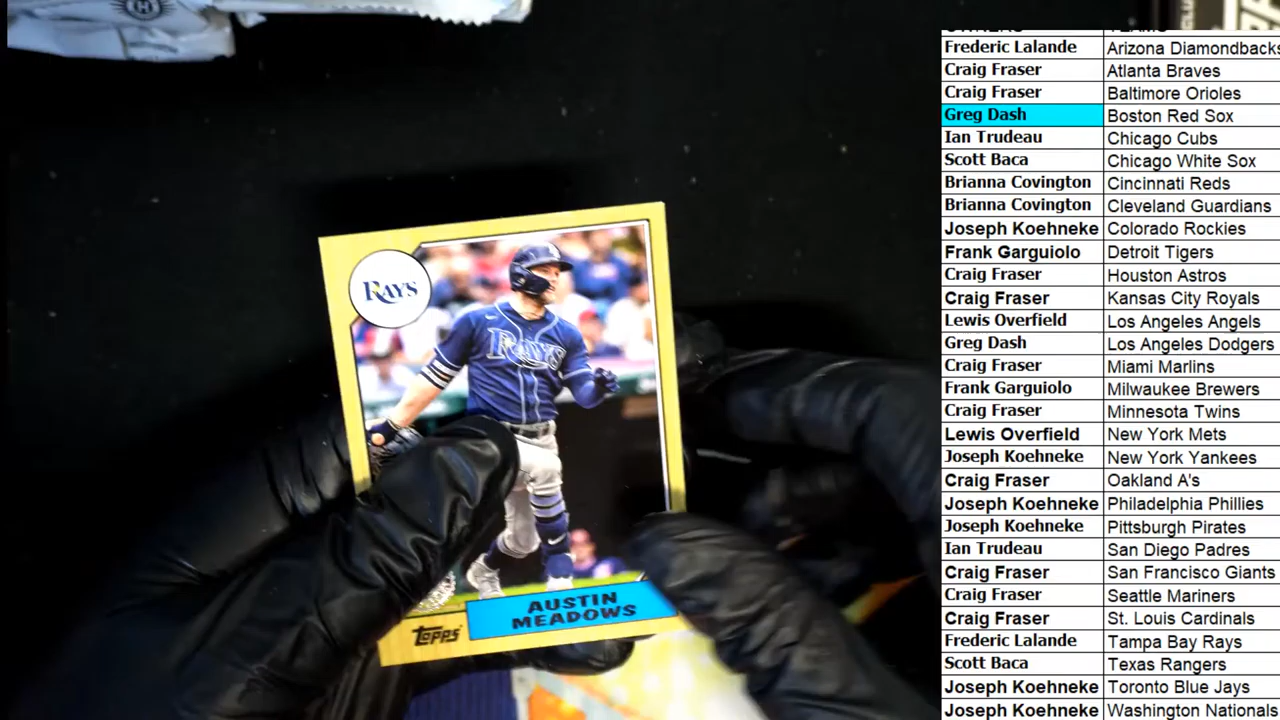 Frederic Lalande Arizona Diamondbacks
Craig Fraser Atlanta Braves
Craig Fraser Baltimore Orioles
Greg Dash Boston Red Sox
Ian Trudeau Chicago Cubs
Scott Baca Chicago White Sox
Brianna Covington Cincinnati Reds
Brianna Covington Cleveland Guardians
Joseph Koehneke Colorado Rockies
Frank Garguiolo Detroit Tigers
Craig Fraser Houston Astros
Craig Fraser Kansas City Royals
Lewis Overfield Los Angeles Angels
Greg Dash Los Angeles Dodgers
Craig Fraser Miami Marlins
Frank Garguiolo Milwaukee Brewers
Craig Fraser Minnesota Twins
Lewis Overfield New York Mets
Joseph Koehneke New York Yankees
Craig Fraser Oakland A's
Joseph Koehneke Philadelphia Phillies
Joseph Koehneke Pittsburgh Pirates
Ian Trudeau San Diego Padres
Craig Fraser San Francisco Giants
Craig Fraser Seattle Mariners
Craig Fraser St. Louis Cardinals
Frederic Lalande Tampa Bay Rays
Scott Baca Texas Rangers
Joseph Koehneke Toronto Blue Jays
Joseph Koehneke Washington Nationals
RAYS
RAYS
AUSTIN
MEADOWS
TOPPS